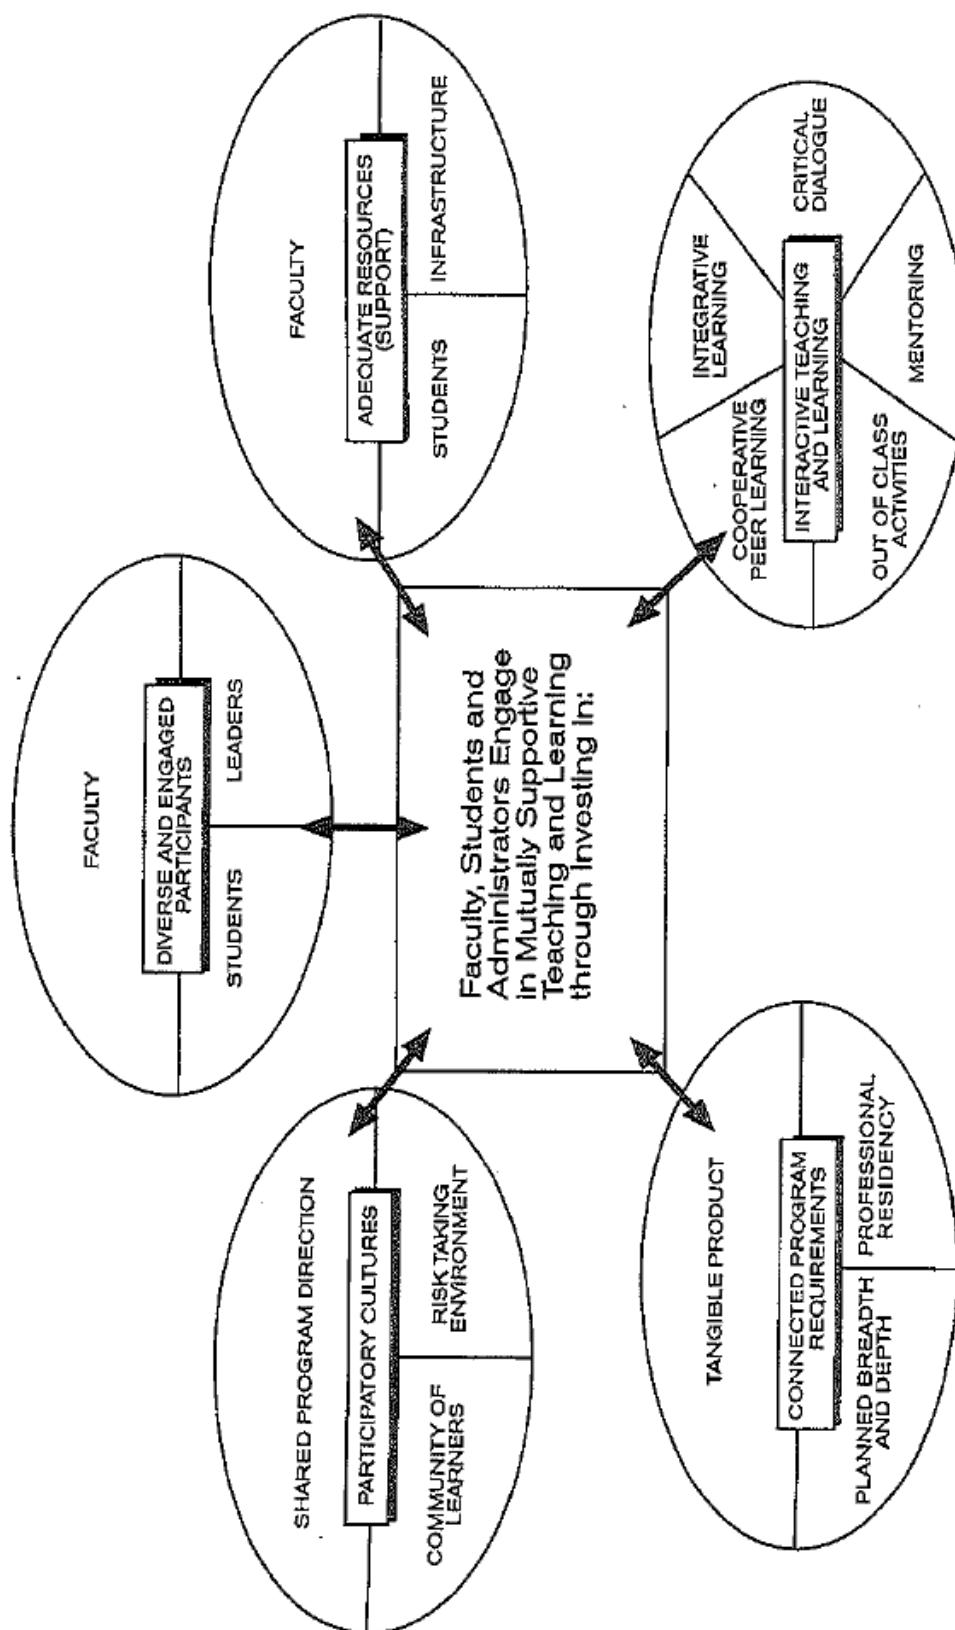 FACULTY
DIVERSE AND ENGAGED
PARTICIPANTS
STUDENTS
LEADERS
SHARED PROGRAM DIRECTION
PARTICIPATORY CULTURES
COMMUNITY OF
LEARNERS
RISK TAKING
ENVIRONMENT
FACULTY
ADEQUATE RESOURCES
(SUPPORT)
STUDENTS
INFRASTRUCTURE
Faculty, Students and
Administrators Engage
in Mutually Supportive
Teaching and Learning
through Investing in:
TANGIBLE PRODUCT
CONNECTED PROGRAM
REQUIREMENTS
PLANNED BREADTH
AND DEPTH
PROFESSIONAL
RESIDENCY
COOPERATIVE
PEER LEARNING
INTEGRATIVE
LEARNING
CRITICAL
DIALOGUE
INTERACTIVE TEACHING
AND LEARNING
OUT OF CLASS
ACTIVITIES
MENTORING